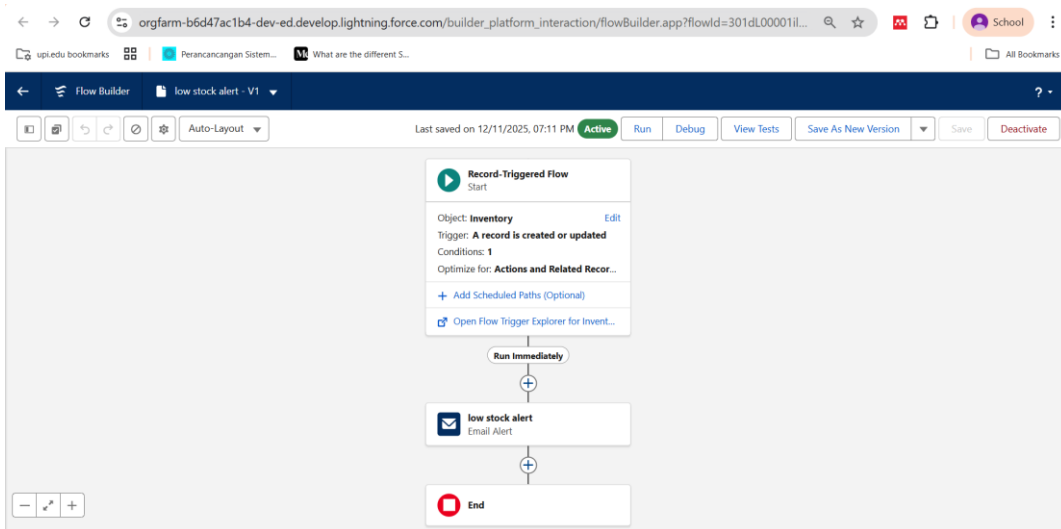 orgfarm-b6d47ac1b4-dev-ed.develop.lightning.force.com/builder_platform_interaction/flowBuilder.app?flowId=301dL00001il... School
upi.edu bookmarks Perancancangan Sistem... What are the different S... All Bookmarks
Flow Builder low stock alert - V1 ?
Auto-Layout Last saved on 12/11/2025, 07:11 PM Active Run Debug View Tests Save As New Version Save Deactivate
Record-Triggered Flow
Start
Object: Inventory Edit
Trigger: A record is created or updated
Conditions: 1
Optimize for: Actions and Related Recor...
+ Add Scheduled Paths (Optional)
Open Flow Trigger Explorer for Invent...
Run Immediately
low stock alert
Email Alert
End